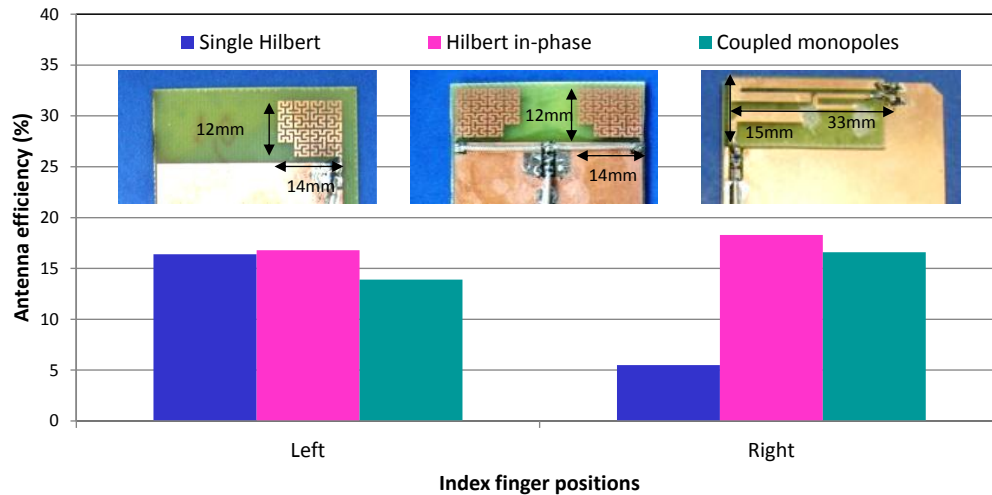 40
35
30
25
20
15
10
5
0
Antenna efficiency (%)
Single Hilbert
Hilbert in-phase
Coupled monopoles
12mm
14mm
12mm
14mm
15mm
33mm
Left
Right
Index finger positions